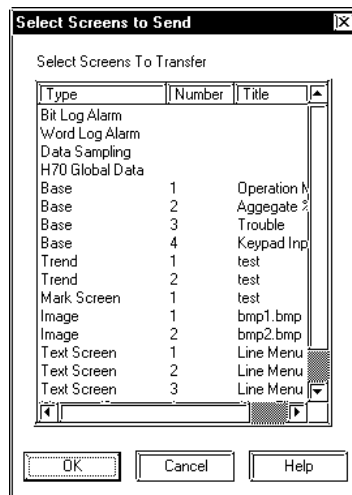 Select Screens to Send
Select Screens To Transfer
Type Number Title
Bit Log Alarm
Word Log Alarm
Data Sampling
H70 Global Data
Base 1 Operation M
Base 2 Aggegate %
Base 3 Trouble
Base 4 Keypad Inp
Trend 1 test
Trend 2 test
Mark Screen 1 test
Image 1 bmp1.bmp
Image 2 bmp2.bmp
Text Screen 1 Line Menu
Text Screen 2 Line Menu
Text Screen 3 Line Menu
OK Cancel Help